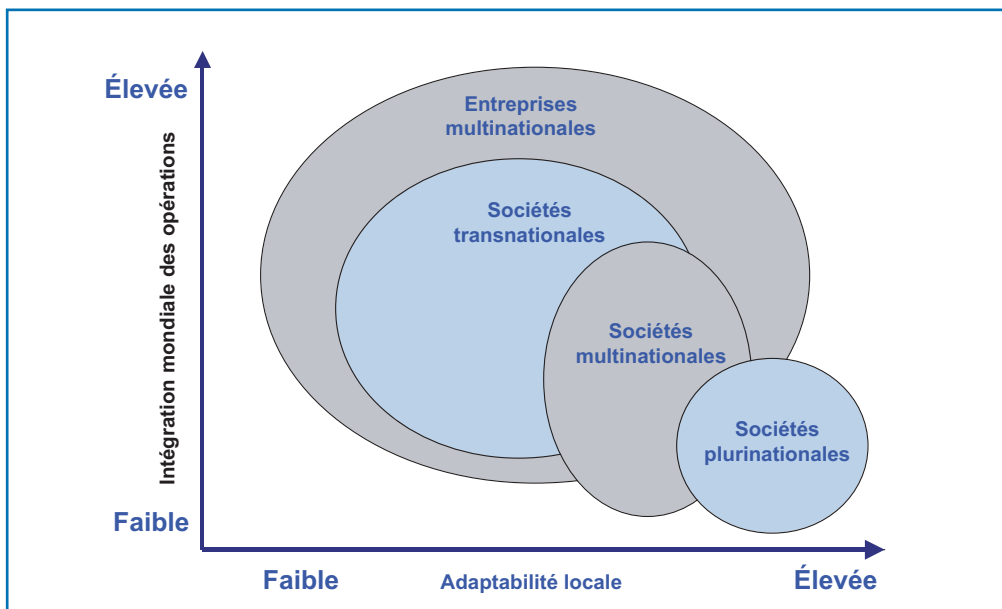 Élevée
Intégration mondiale des opérations
Faible
Entreprises
multinationales
Sociétés
transnationales
Sociétés
multinationales
Sociétés
plurinationales
Faible
Adaptabilité locale
Élevée